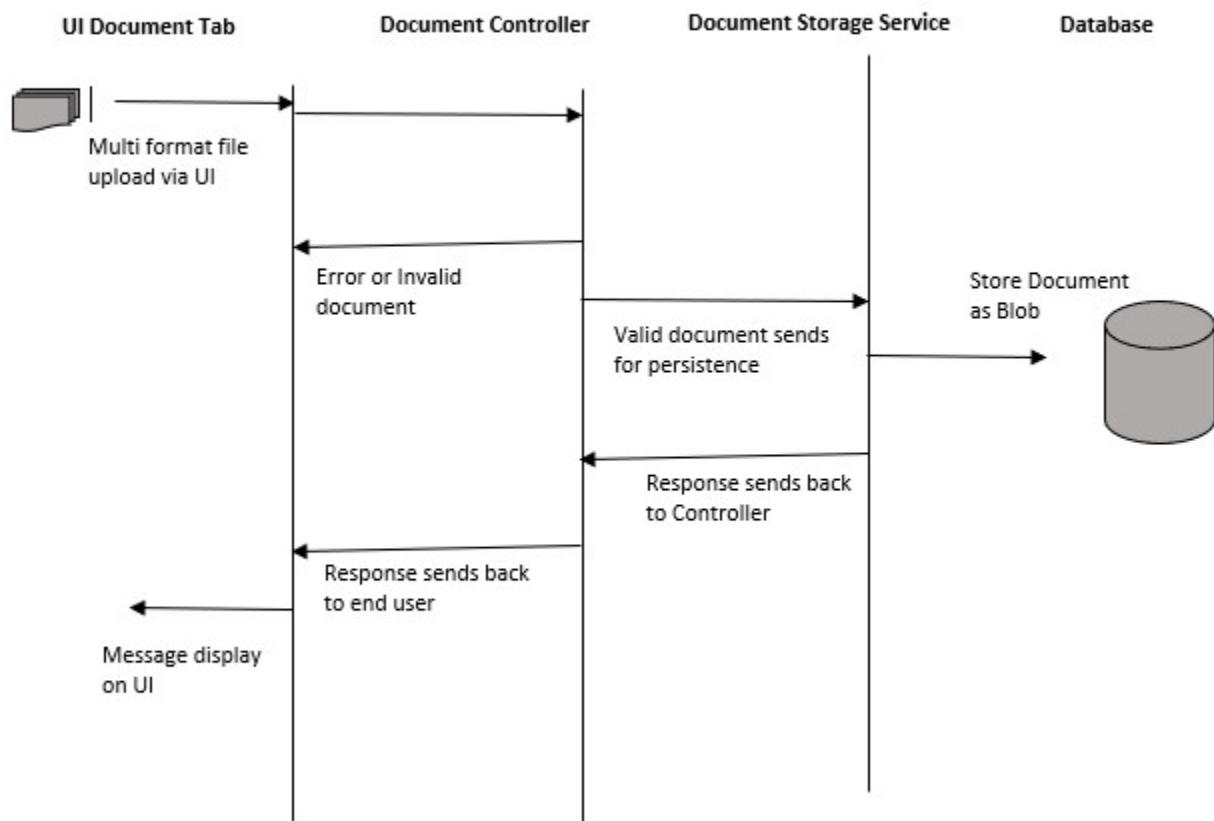 UI Document Tab
Document Controller
Document Storage Service
Database
Multi format file
upload via UI
Error or Invalid
document
Store Document
as Blob
Valid document sends
for persistence
Response sends back
to Controller
Response sends back
to end user
Message display
on UI